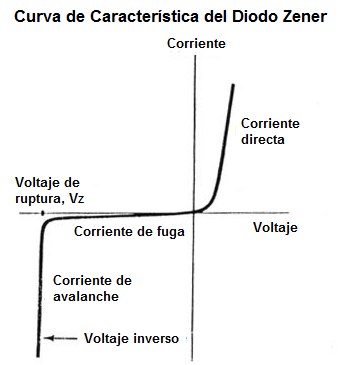 Curva de Característica del Diodo Zener
Corriente
Corriente
directa
Voltaje de
ruptura, Vz
Corriente de fuga
Voltaje
Corriente de
avalanche
Voltaje inverso